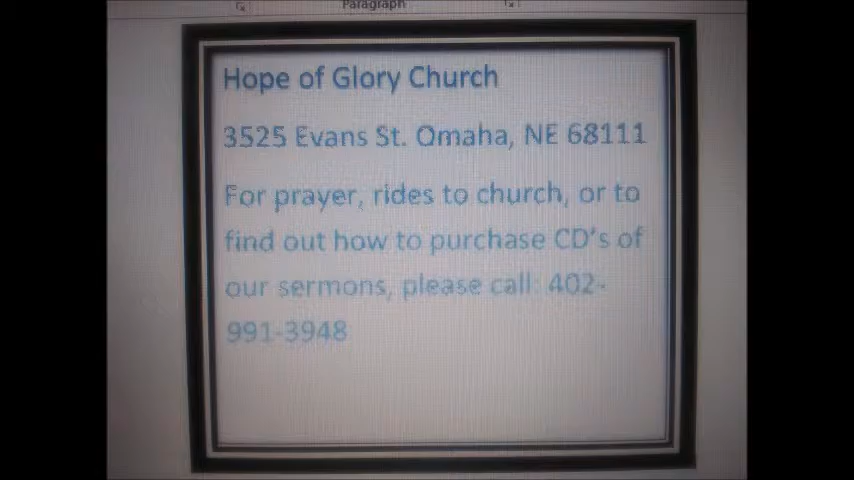 Paragraph
Hope of Glory Church
3525 Evans St. Omaha, NE 68111
For prayer, rides to church, or to
find out how to purchase CD's of
our sermons, please call: 402-
991-3948